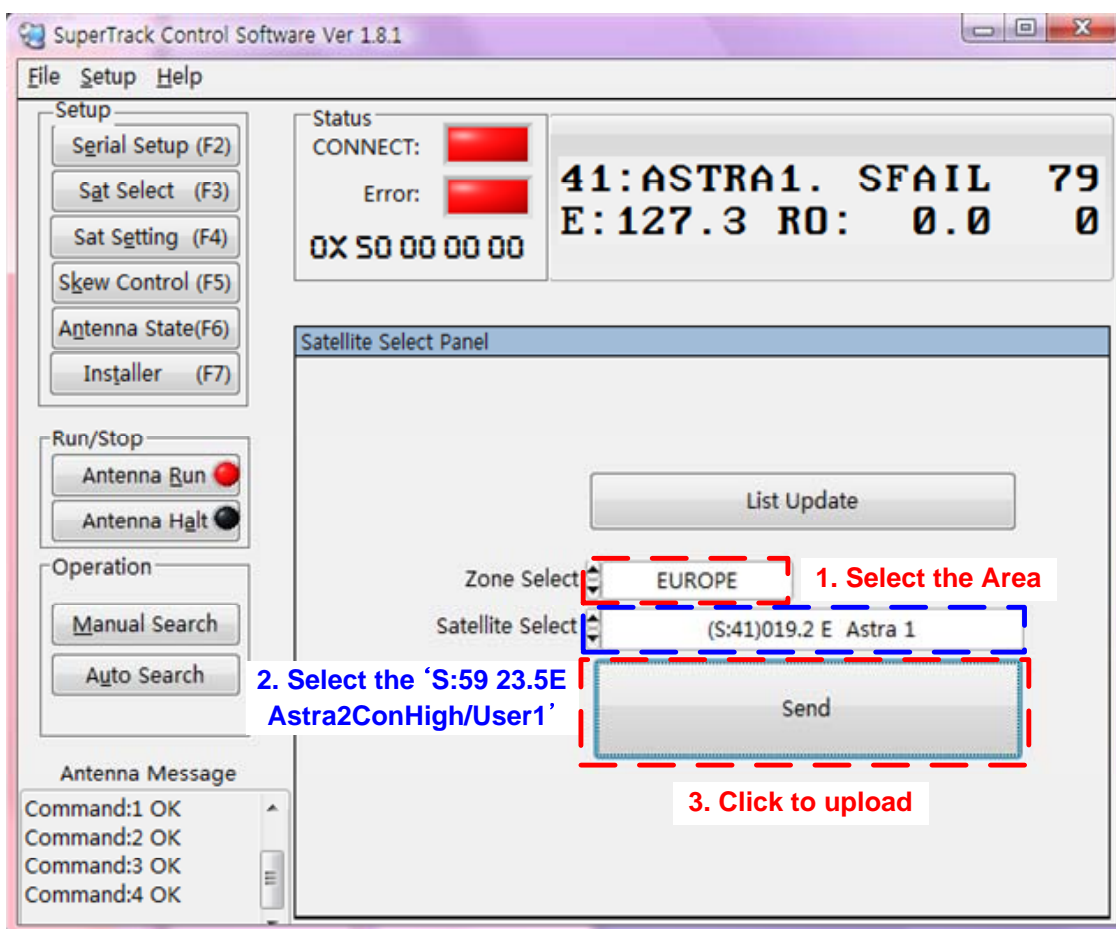 SuperTrack Control Software Ver 1.8.1
File Setup Help
Setup
Serial Setup (F2)
Sat Select (F3)
Sat Setting (F4)
Skew Control (F5)
Antenna State(F6)
Installer (F7)
Run/Stop
Antenna Run
Antenna Halt
Operation
Manual Search
Auto Search
Antenna Message
Command:1 OK
Command:2 OK
Command:3 OK
Command:4 OK
Status
CONNECT:
Error:
0X 50 00 00 00
41:ASTRA1. SFAIL 79
E:127.3 RO: 0.0 0
Satellite Select Panel
List Update
Zone Select EUROPE
1. Select the Area
Satellite Select (S:41)019.2 E Astra 1
2. Select the ‘S:59 23.5E
Astra2ConHigh/User1’
Send
3. Click to upload